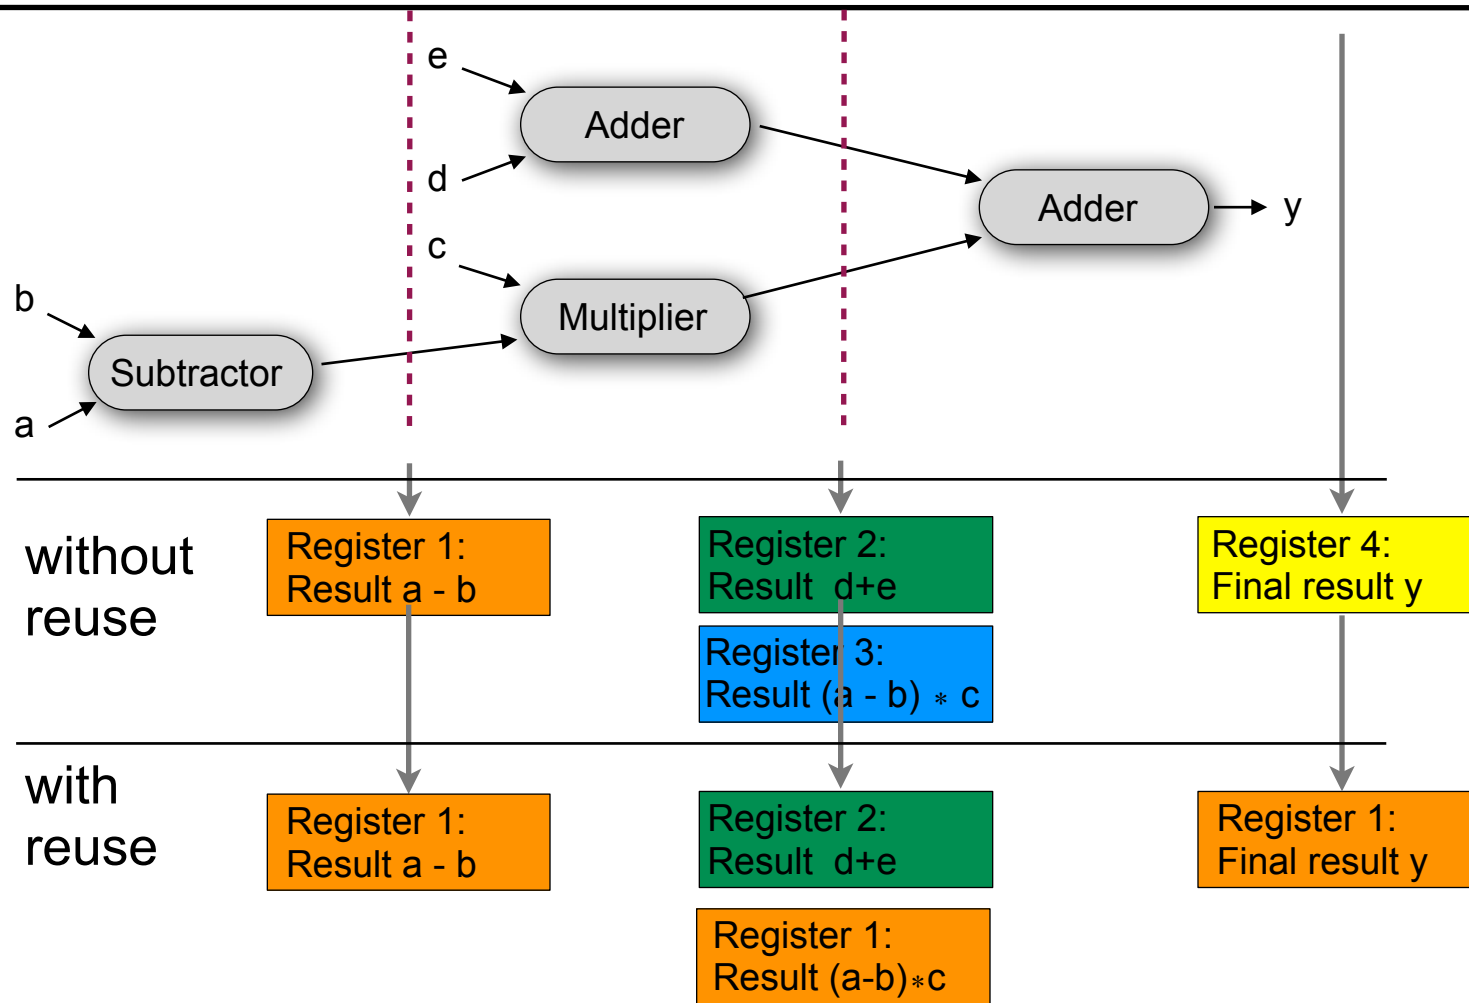 e
Adder
d
Adder
y
c
b
Multiplier
Subtractor
a
without
reuse
Register 1:
Result a - b
Register 2:
Result d+e
Register 3:
Result (a - b) * c
Register 4:
Final result y
with
reuse
Register 1:
Result a - b
Register 2:
Result d+e
Register 1:
Result (a-b)*c
Register 1:
Final result y